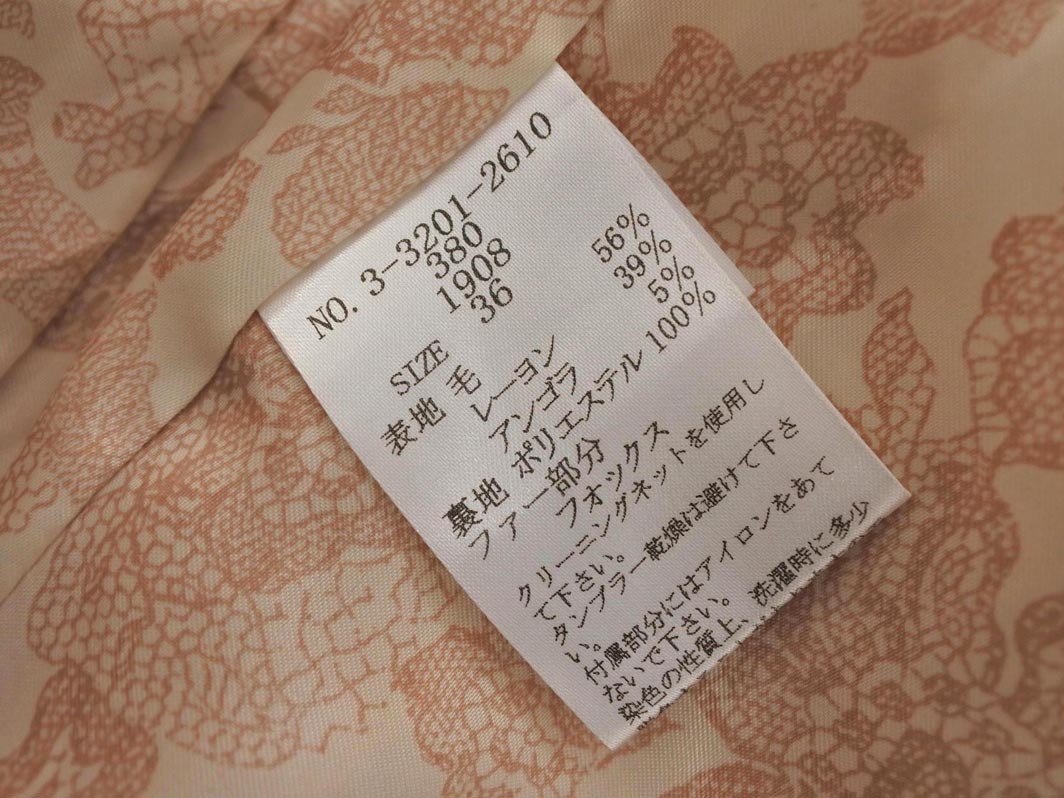 NO. 3-3201-2610
380
1908
SIZE 36
表地 毛 56%
レーヨン 39%
アンゴラ 5%
裏地 ポリエステル 100%
ファー部分
フォックス
クリーニングネットを使用し
て下さい。
タンブラー乾燥は避けて下さ
い。
付属部分にはアイロンをあて
ないで下さい。
染色の性質上、洗濯時に多少